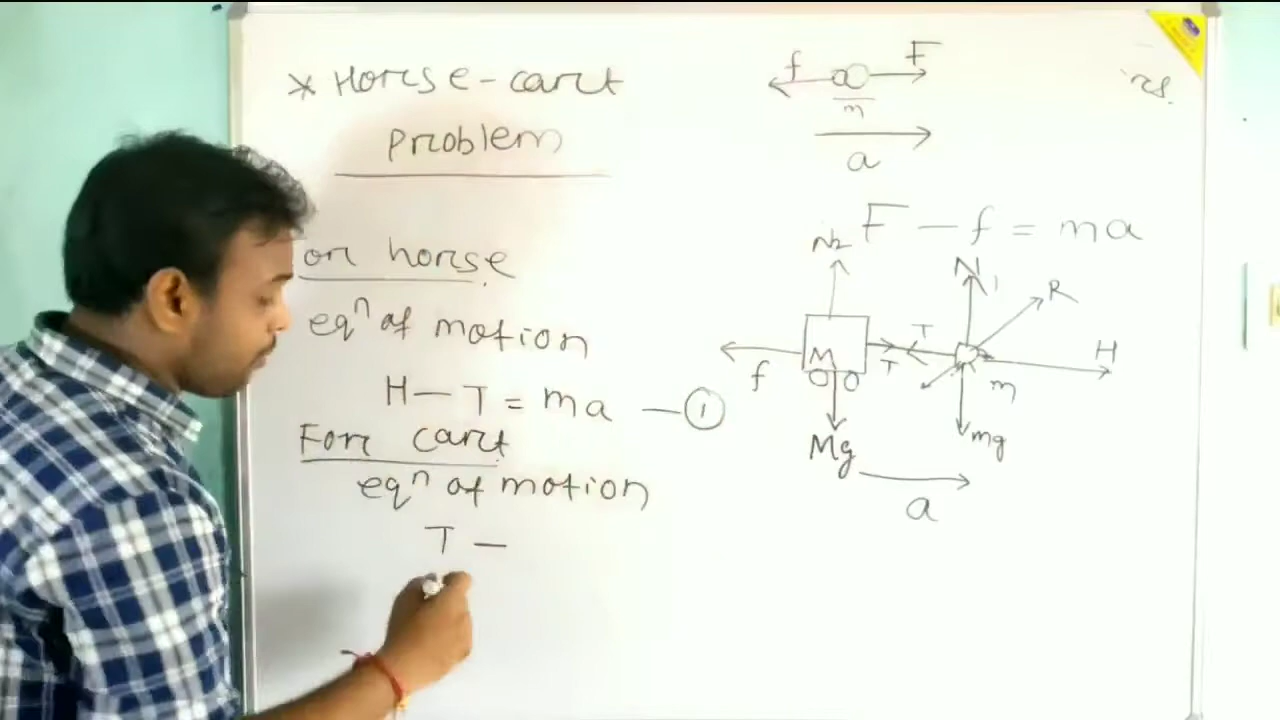 * Horse-cart
Problem
or horse
eqⁿ of motion
H — T = ma — ①
For cart
eqⁿ of motion
T —
f F
m
a
F — f = ma
N₂ N₁ R
f M T T H
m
Mg mg
a